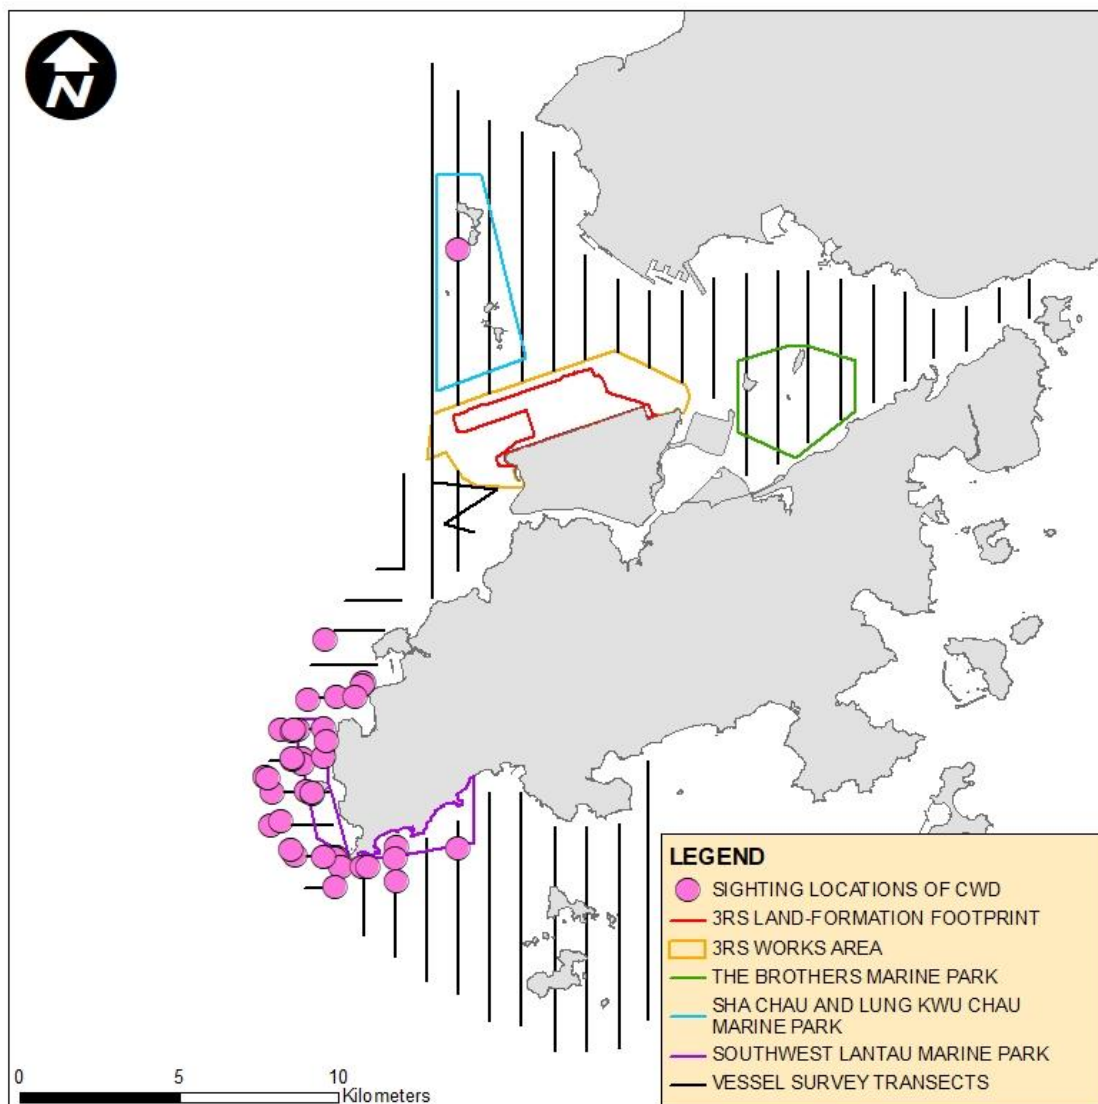 N
LEGEND
SIGHTING LOCATIONS OF CWD
3RS LAND-FORMATION FOOTPRINT
3RS WORKS AREA
THE BROTHERS MARINE PARK
SHA CHAU AND LUNG KWU CHAU
MARINE PARK
SOUTHWEST LANTAU MARINE PARK
VESSEL SURVEY TRANSECTS
0 5 10
Kilometers